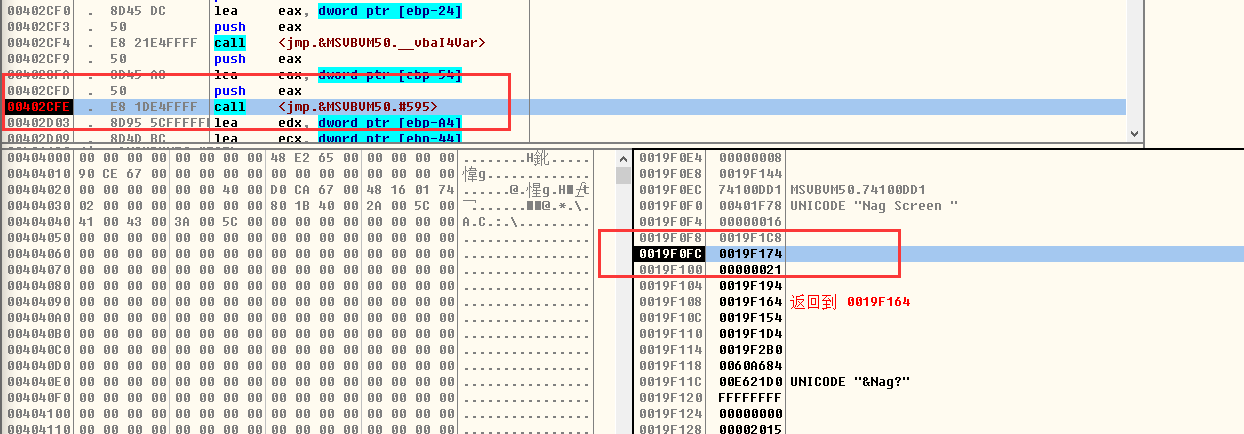 00402CF0 . 8D45 DC lea eax, dword ptr [ebp-24]
00402CF3 . 50 push eax
00402CF4 . E8 21E4FFFF call <jmp.&MSVBVM50.__vbaI4Var>
00402CF9 . 50 push eax
00402CFA . 8D45 A8 lea eax, dword ptr [ebp-54]
00402CFD . 50 push eax
00402CFE . E8 1DE4FFFF call <jmp.&MSVBVM50.#595>
00402D03 . 8D95 5CFFFFFF lea edx, dword ptr [ebp-A4]
00402D09 . 8D4D BC lea ecx, dword ptr [ebp-44]
00404000 00 00 00 00 00 00 00 00 48 E2 65 00 00 00 00 00
00404010 90 CE 67 00 00 00 00 00 00 00 00 00 00 00 00 00
00404020 00 00 00 00 00 00 40 00 D0 CA 67 00 48 16 01 74
00404030 02 00 00 00 00 00 00 00 80 1B 40 00 2A 00 5C 00
00404040 41 00 43 00 3A 00 5C 00 00 00 00 00 00 00 00 00 A.C.:.\.........
00404050 00 00 00 00 00 00 00 00 00 00 00 00 00 00 00 00 ................
00404060 00 00 00 00 00 00 00 00 00 00 00 00 00 00 00 00 ................
00404070 00 00 00 00 00 00 00 00 00 00 00 00 00 00 00 00 ................
00404080 00 00 00 00 00 00 00 00 00 00 00 00 00 00 00 00 ................
00404090 00 00 00 00 00 00 00 00 00 00 00 00 00 00 00 00 ................
004040A0 00 00 00 00 00 00 00 00 00 00 00 00 00 00 00 00 ................
004040B0 00 00 00 00 00 00 00 00 00 00 00 00 00 00 00 00 ................
004040C0 00 00 00 00 00 00 00 00 00 00 00 00 00 00 00 00 ................
004040D0 00 00 00 00 00 00 00 00 00 00 00 00 00 00 00 00 ................
004040E0 00 00 00 00 00 00 00 00 00 00 00 00 00 00 00 00 ................
004040F0 00 00 00 00 00 00 00 00 00 00 00 00 00 00 00 00 ................
00404100 00 00 00 00 00 00 00 00 00 00 00 00 00 00 00 00 ................
00404110 00 00 00 00 00 00 00 00 00 00 00 00 00 00 00 00 ................
0019F0E4 00000008
0019F0E8 0019F144
0019F0EC 74100DD1 MSVBVM50.74100DD1
0019F0F0 00401F78 UNICODE "Nag Screen "
0019F0F4 00000016
0019F0F8 0019F1C8
0019F0FC 0019F174
0019F100 00000021
0019F104 0019F194
0019F108 0019F164 返回到 0019F164
0019F10C 0019F154
0019F110 0019F1D4
0019F114 0019F2B0
0019F118 0060A684
0019F11C 00E621D0 UNICODE "&Nag?"
0019F120 FFFFFFFF
0019F124 00000000
0019F128 00002015